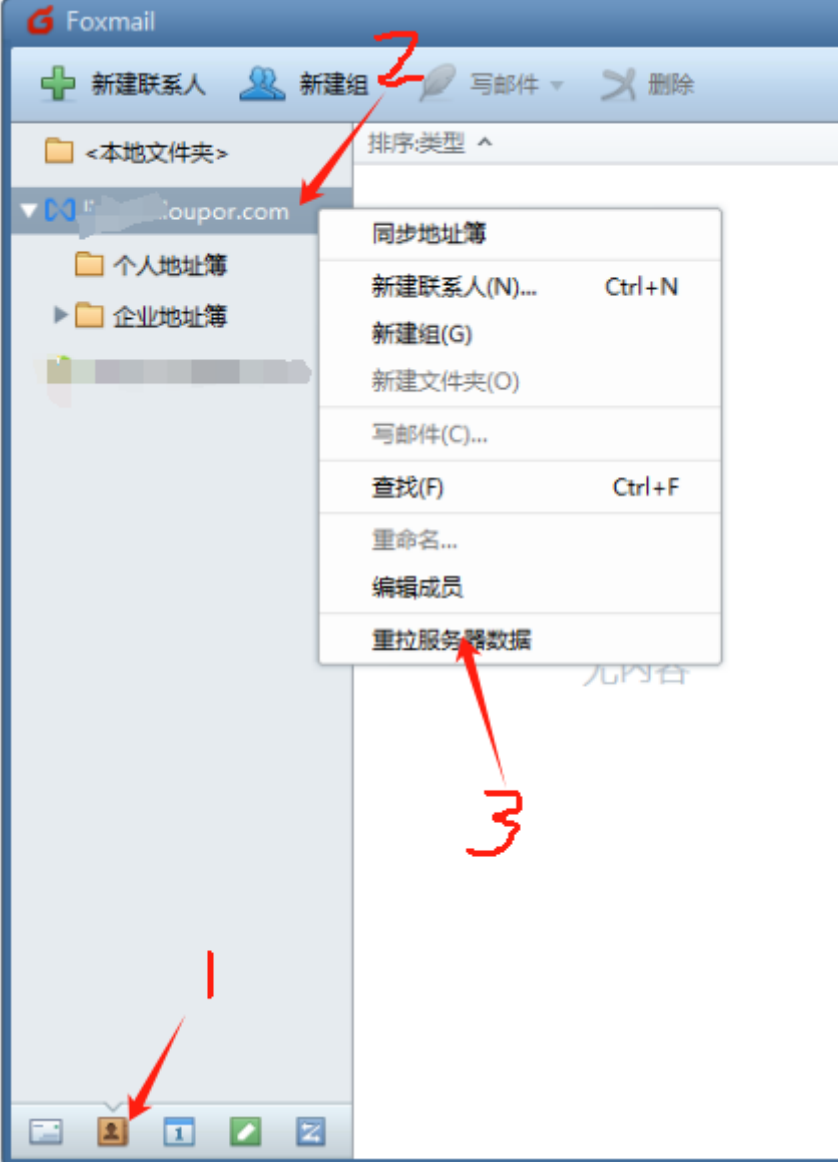 Foxmail
新建联系人 新建组 写邮件 删除
2
<本地文件夹>
排序:类型
oupor.com
个人地址簿
企业地址簿
同步地址簿
新建联系人(N)... Ctrl+N
新建组(G)
新建文件夹(O)
写邮件(C)...
查找(F) Ctrl+F
重命名...
编辑成员
重拉服务器数据
无内容
3
1
1